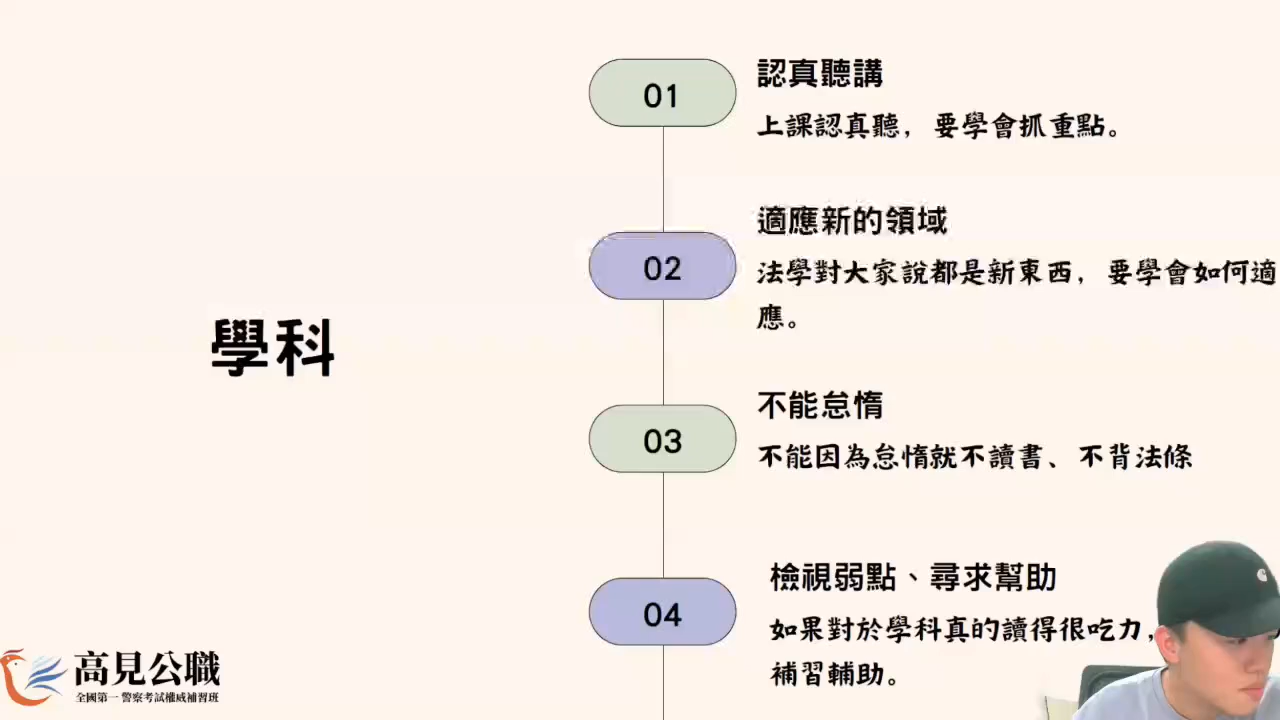 學科
01
認真聽講
上課認真聽，要學會抓重點。
02
適應新的領域
法學對大家說都是新東西，要學會如何適
應。
03
不能怠惰
不能因為怠惰就不讀書、不背法條
04
檢視弱點、尋求幫助
如果對於學科真的讀得很吃力，
補習輔助。
高見公職
全國第一警察考試權威補習班